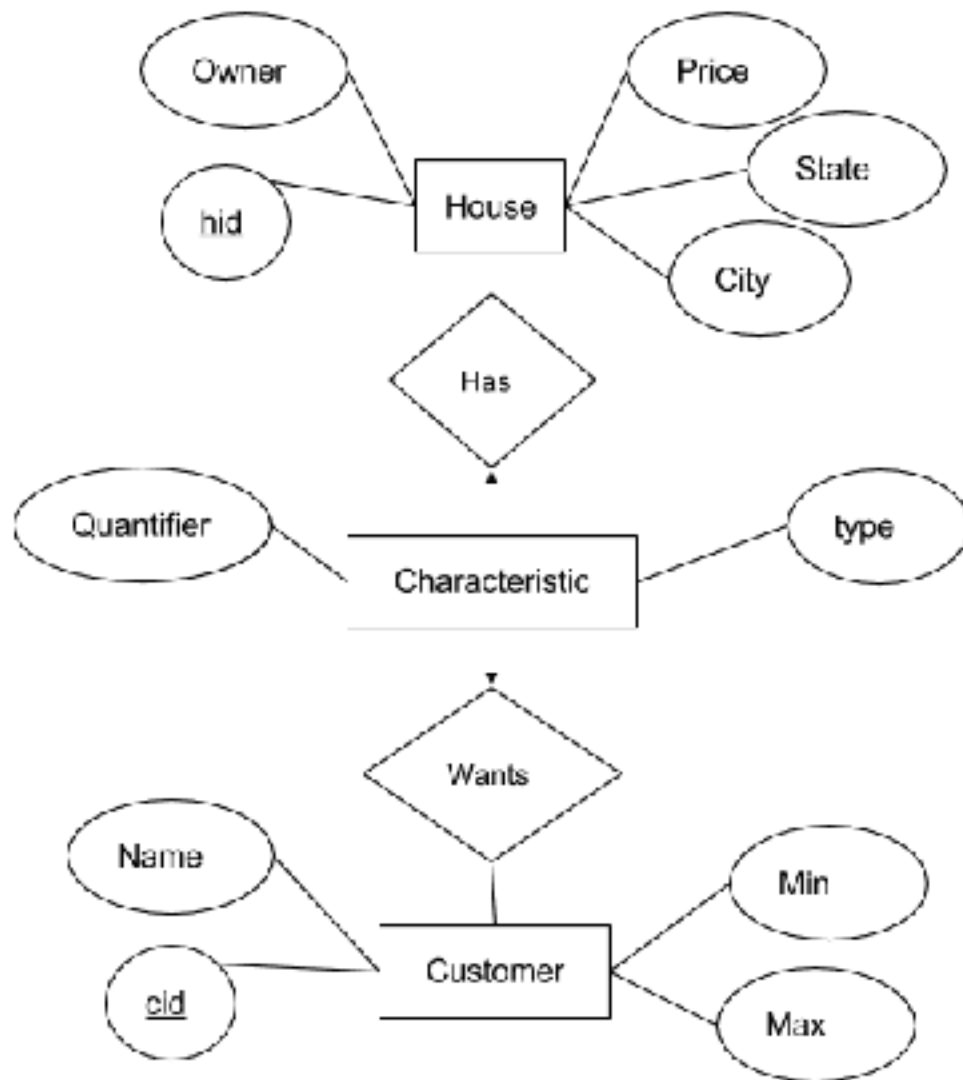 Owner
Price
State
House
hid
City
Has
Quantifier
type
Characteristic
Wants
Name
Min
Customer
cid
Max